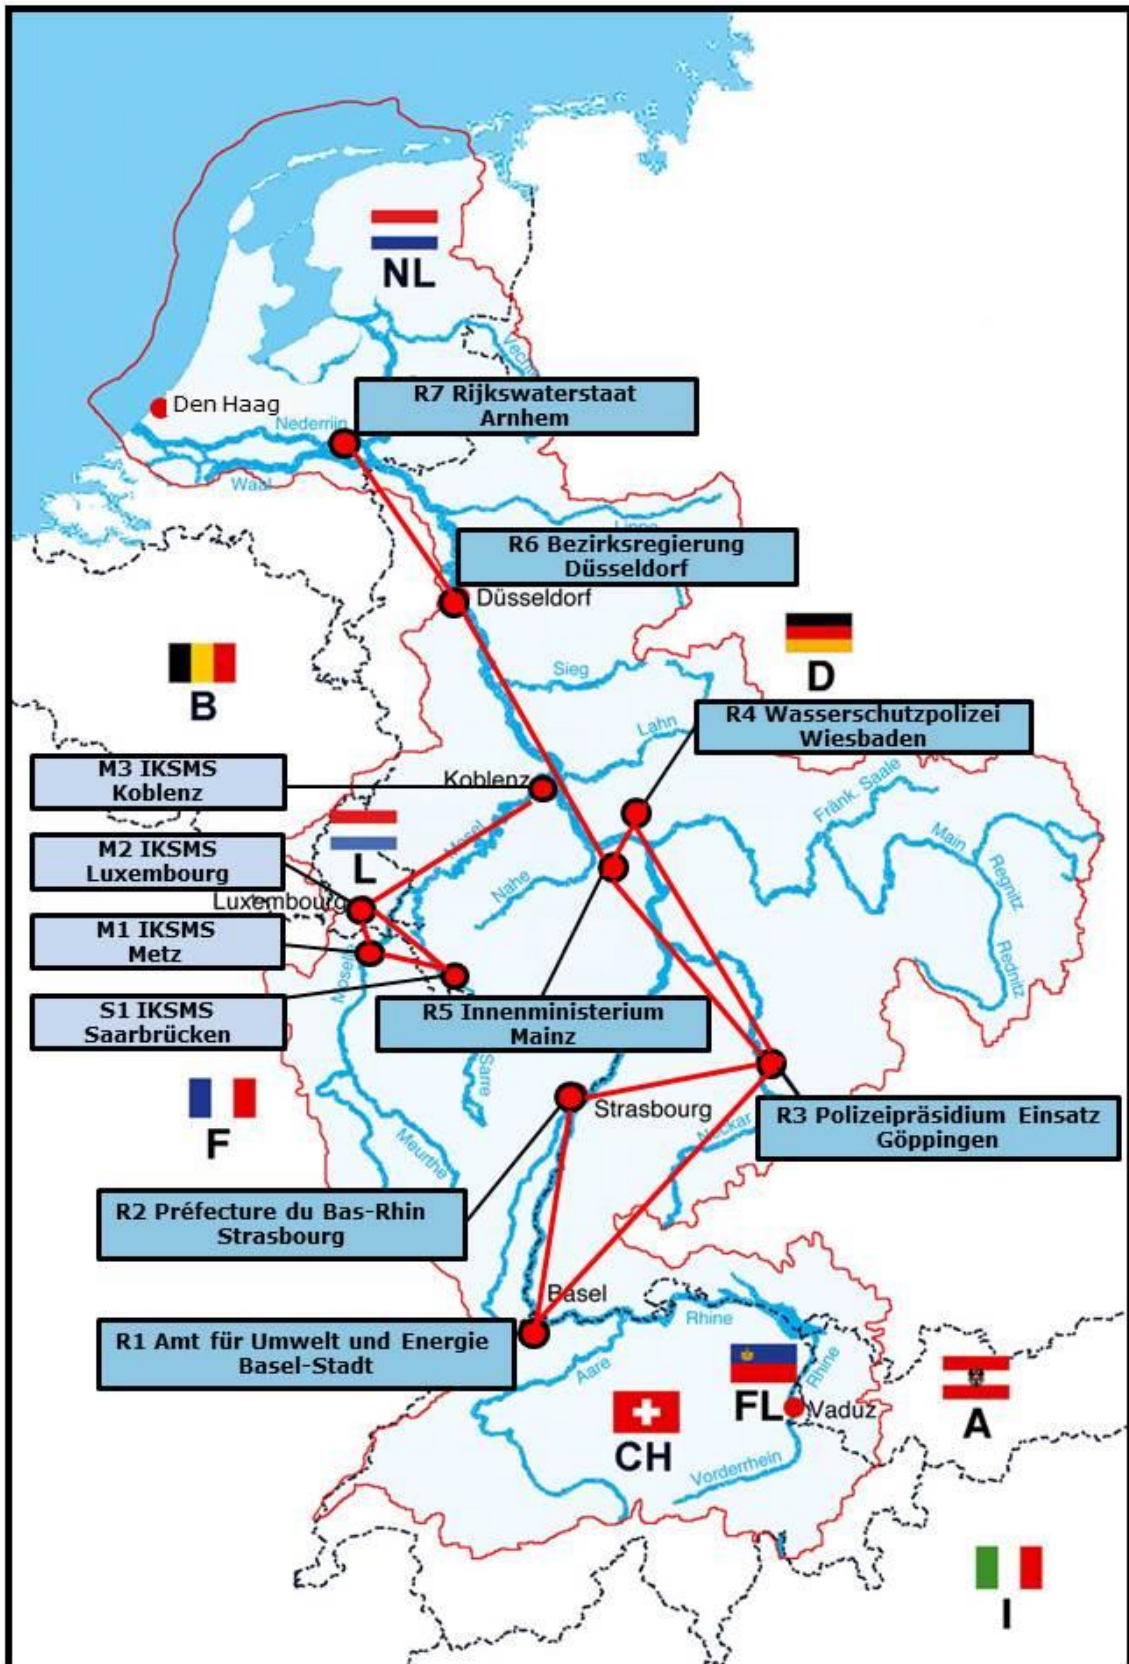 NL
Vecht
Den Haag
R7 Rijkswaterstaat
Arnhem
Nederrijn
Waal
Lippe
R6 Bezirksregierung
Düsseldorf
Düsseldorf
B
D
Sieg
Lahn
R4 Wasserschutzpolizei
Wiesbaden
M3 IKSMS
Koblenz
Koblenz
Fränk. Saale
Main
Regnitz
Rednitz
Mosel
Nahe
L
M2 IKSMS
Luxembourg
Luxembourg
M1 IKSMS
Metz
Moselle
S1 IKSMS
Saarbrücken
R5 Innenministerium
Mainz
Sarre
F
Meurthe
Strasbourg
Neckar
R3 Polizeipräsidium Einsatz
Göppingen
R2 Préfecture du Bas-Rhin
Strasbourg
Basel
Rhine
R1 Amt für Umwelt und Energie
Basel-Stadt
Aare
Rhine
FL
Vaduz
A
CH
Vorderrhein
I